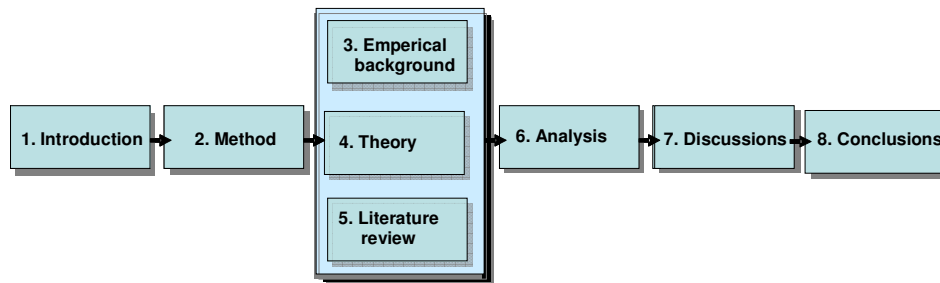 1. Introduction
2. Method
3. Emperical
background
4. Theory
5. Literature
review
6. Analysis
7. Discussions
8. Conclusions